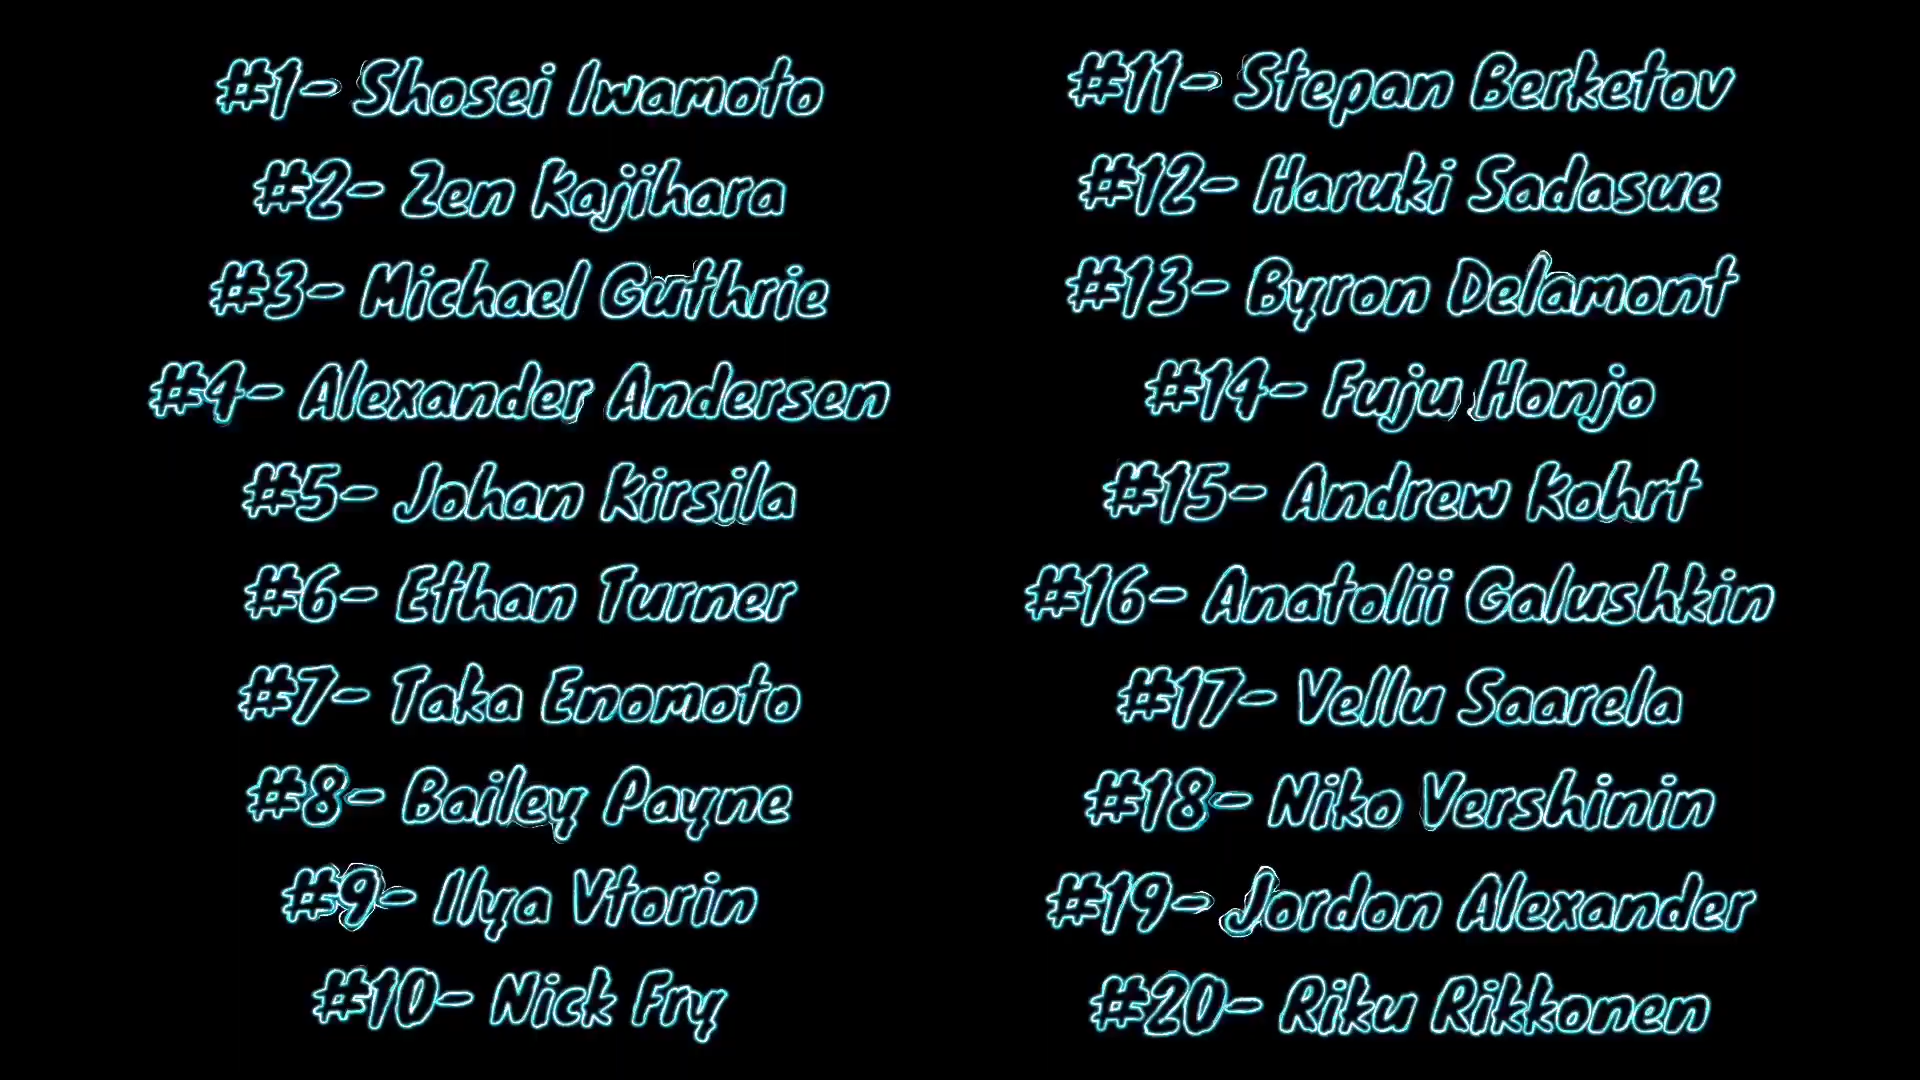 #1- Shosei Iwamoto
#2- Zen Kajihara
#3- Michael Guthrie
#4- Alexander Andersen
#5- Johan Kirsila
#6- Ethan Turner
#7- Taka Enomoto
#8- Bailey Payne
#9- Ilya Vtorin
#10- Nick Fry
#11- Stepan Berketov
#12- Haruki Sadasue
#13- Byron Delamont
#14- Fuju Honjo
#15- Andrew Kohrt
#16- Anatolii Galushkin
#17- Vellu Saarela
#18- Niko Vershinin
#19- Jordon Alexander
#20- Riku Rikkonen